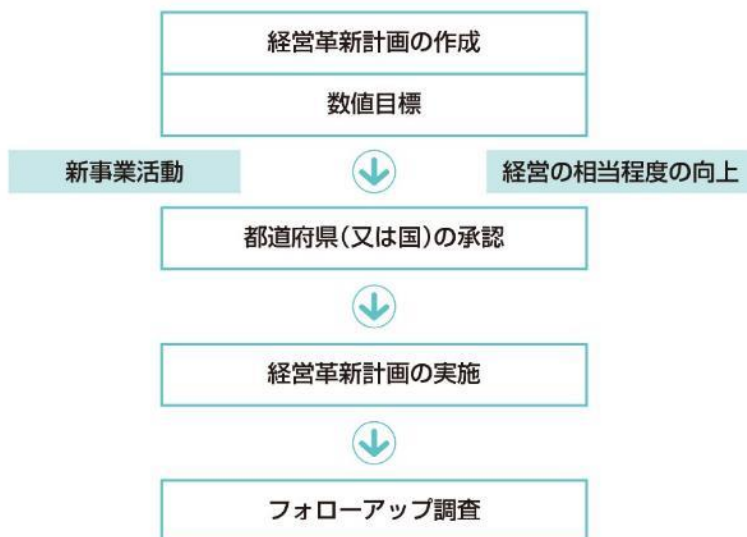 経営革新計画の作成
数値目標
新事業活動
経営の相当程度の向上
都道府県(又は国)の承認
経営革新計画の実施
フォローアップ調査